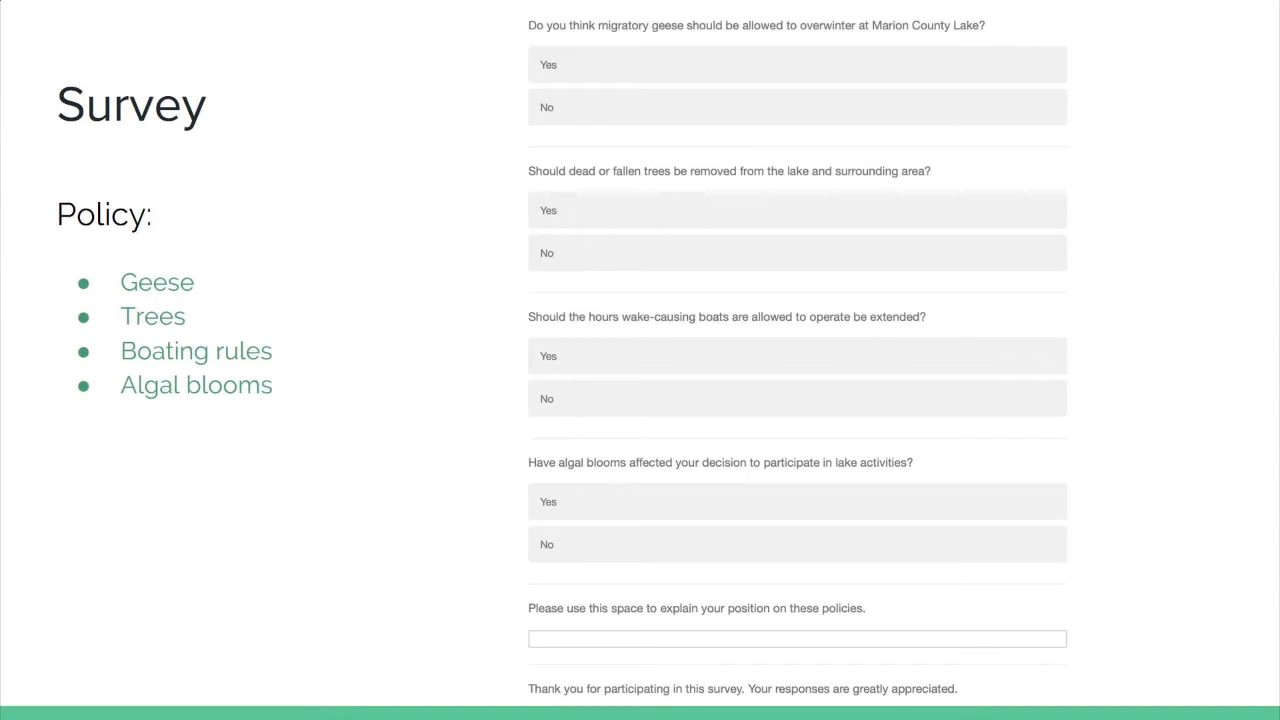 Survey
Policy:
● Geese
● Trees
● Boating rules
● Algal blooms
Do you think migratory geese should be allowed to overwinter at Marion County Lake?
Yes
No
Should dead or fallen trees be removed from the lake and surrounding area?
Yes
No
Should the hours wake-causing boats are allowed to operate be extended?
Yes
No
Have algal blooms affected your decision to participate in lake activities?
Yes
No
Please use this space to explain your position on these policies.
Thank you for participating in this survey. Your responses are greatly appreciated.